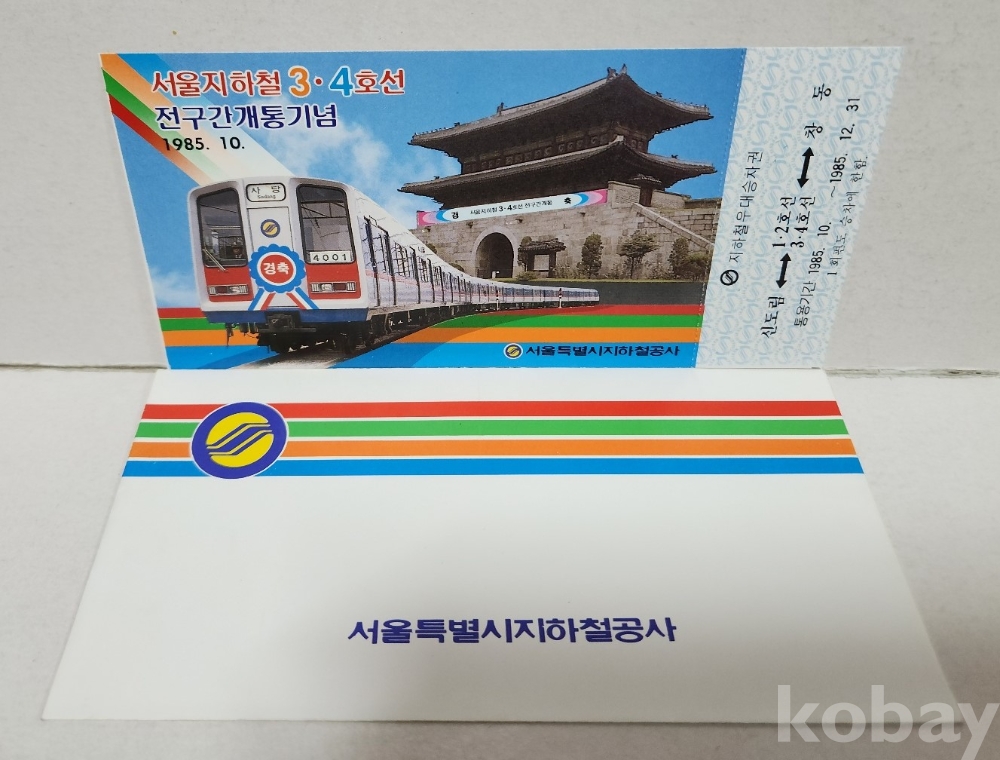 서울지하철 3·4호선
전구간개통기념
1985. 10.
사당
Sadang
4001
경축
경 서울지하철 3·4호선 전구간개통 축
서울특별시지하철공사
지하철우대승차권
신도림 ↔ 1·2호선 3·4호선 ↔ 창동
통용기간 1985. 10. ~1985. 12. 31
1회편도 승차에 한함
서울특별시지하철공사
kobay